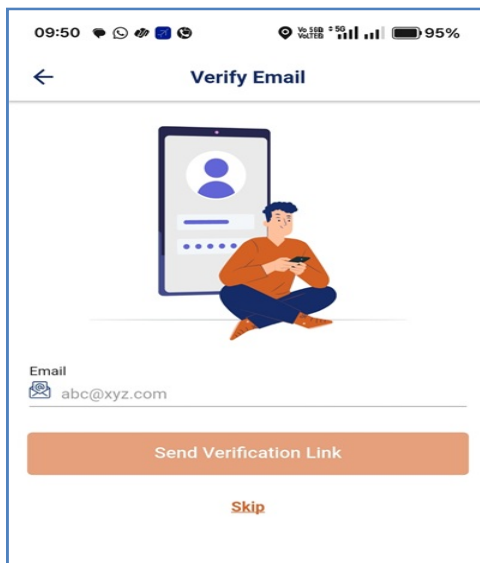 09:50 95%
Verify Email
Email
abc@xyz.com
Send Verification Link
Skip